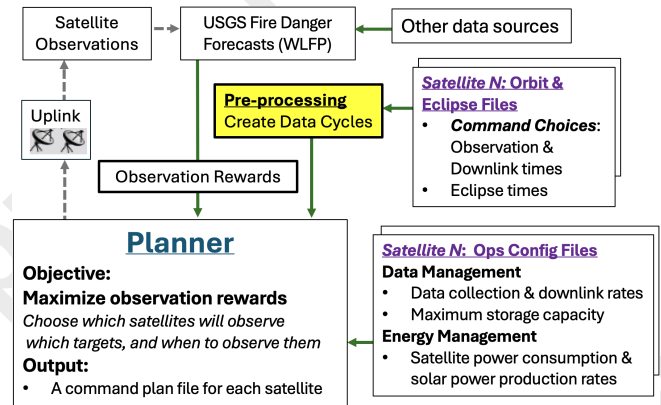 Satellite
Observations
USGS Fire Danger
Forecasts (WLFP)
Other data sources
Uplink
Pre-processing
Create Data Cycles
Satellite N: Orbit &
Eclipse Files
• Command Choices:
Observation &
Downlink times
• Eclipse times
Observation Rewards
Planner
Objective:
Maximize observation rewards
Choose which satellites will observe
which targets, and when to observe them
Output:
• A command plan file for each satellite
Satellite N: Ops Config Files
Data Management
• Data collection & downlink rates
• Maximum storage capacity
Energy Management
• Satellite power consumption &
solar power production rates